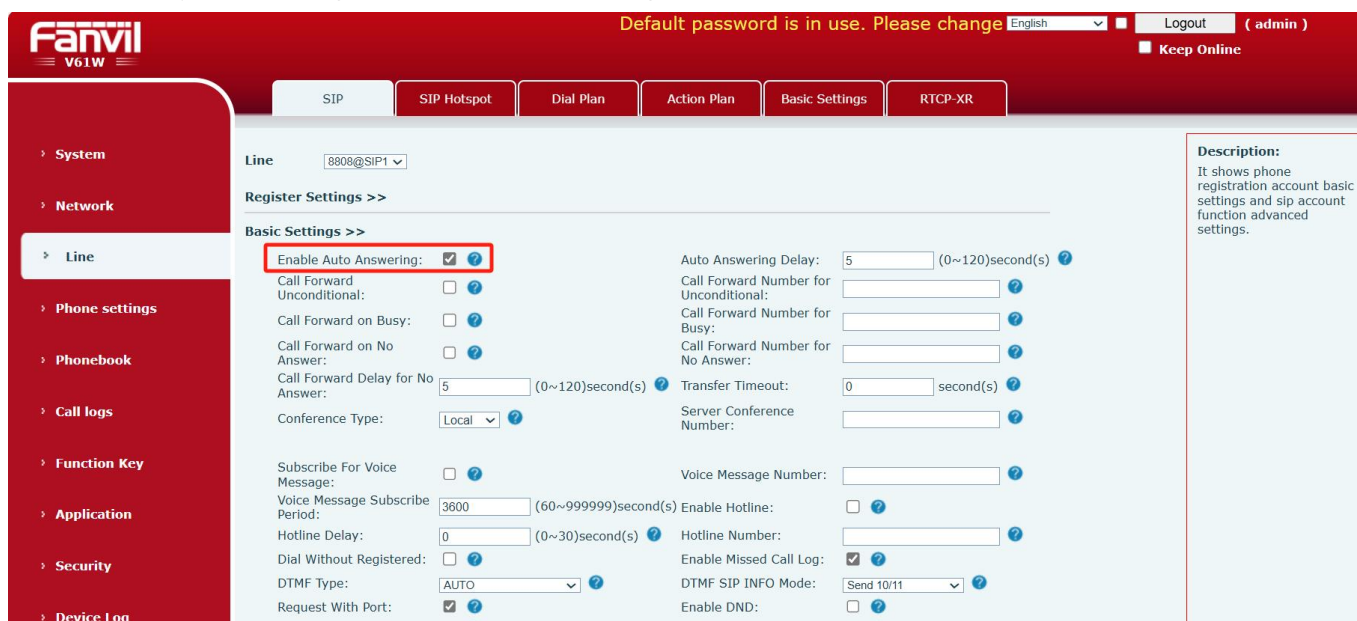 Fanvil
V61W
Default password is in use. Please change
English
Logout
( admin )
Keep Online
SIP
SIP Hotspot
Dial Plan
Action Plan
Basic Settings
RTCP-XR
System
Network
Line
Phone settings
Phonebook
Call logs
Function Key
Application
Security
Device Log
Line 8808@SIP1
Register Settings >>
Basic Settings >>
Enable Auto Answering:
Auto Answering Delay: 5 (0~120)second(s)
Call Forward
Unconditional:
Call Forward Number for
Unconditional:
Call Forward on Busy:
Call Forward Number for
Busy:
Call Forward on No
Answer:
Call Forward Number for
No Answer:
Call Forward Delay for No
Answer:
5 (0~120)second(s)
Transfer Timeout: 0 second(s)
Conference Type: Local
Server Conference
Number:
Subscribe For Voice
Message:
Voice Message Number:
Voice Message Subscribe
Period:
3600 (60~999999)second(s)
Enable Hotline:
Hotline Delay: 0 (0~30)second(s)
Hotline Number:
Dial Without Registered:
Enable Missed Call Log:
DTMF Type: AUTO
DTMF SIP INFO Mode: Send 10/11
Request With Port:
Enable DND:
Description:
It shows phone
registration account basic
settings and sip account
function advanced
settings.